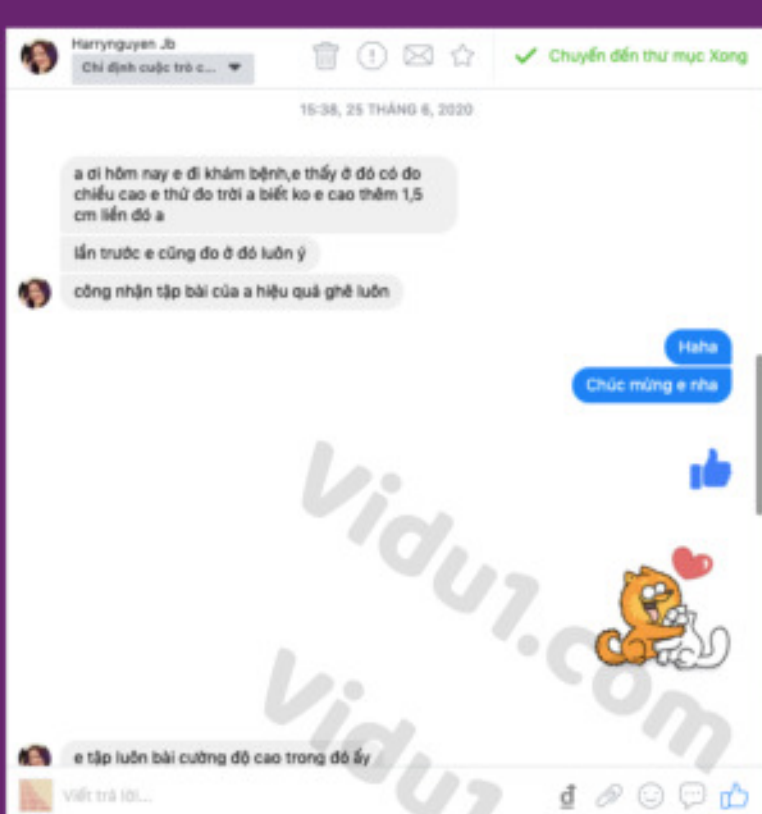 Harrynguyen Jb
Chỉ định cuộc trò c...
Chuyển đến thư mục Xong
15:38, 25 THÁNG 6, 2020
a ơi hôm nay e đi khám bệnh,e thấy ở đó có đo
chiều cao e thử đo trời a biết ko e cao thêm 1,5
cm liền đó a
lần trước e cũng đo ở đó luôn ý
công nhận tập bài của a hiệu quả ghê luôn
Haha
Chúc mừng e nha
e tập luôn bài cường độ cao trong đó ấy
Viết trả lời...
Vidu1.com
Vidu1